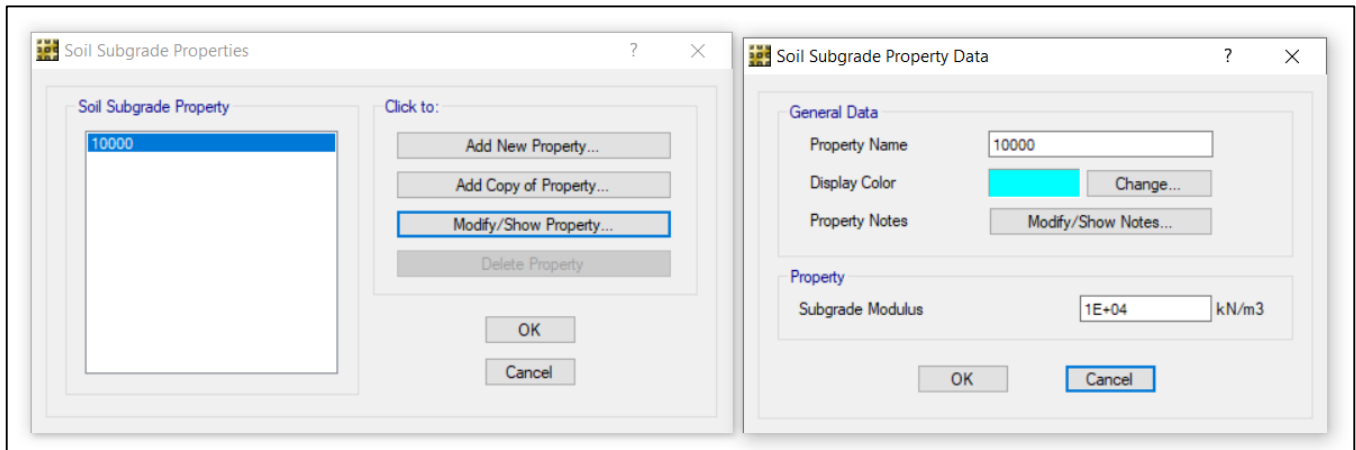 Soil Subgrade Properties
?
Soil Subgrade Property
10000
Click to:
Add New Property...
Add Copy of Property...
Modify/Show Property...
Delete Property
OK
Cancel
Soil Subgrade Property Data
?
General Data
Property Name 10000
Display Color Change...
Property Notes Modify/Show Notes...
Property
Subgrade Modulus 1E+04 kN/m3
OK Cancel